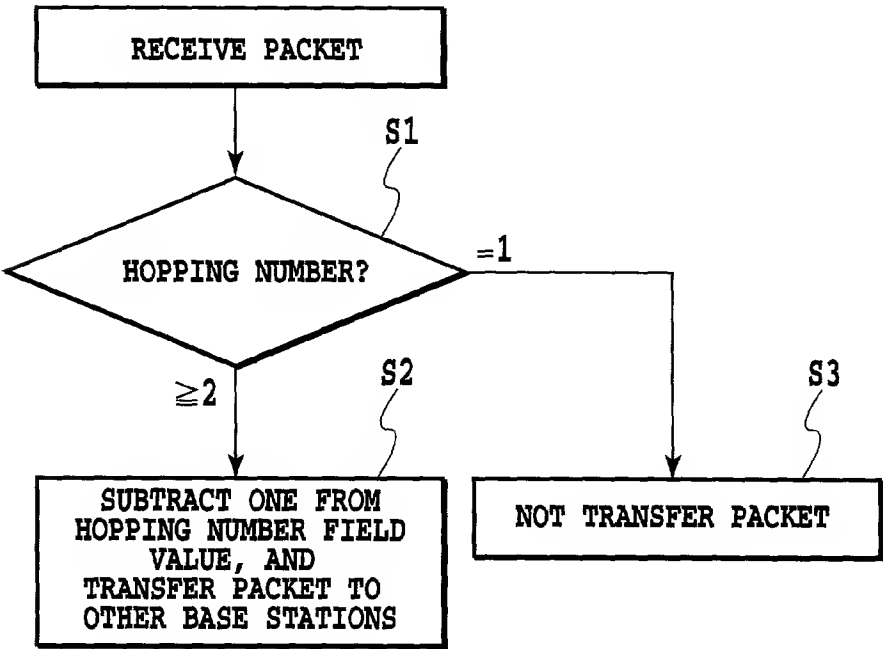 RECEIVE PACKET
S1
HOPPING NUMBER?
=1
≧2
S2
S3
SUBTRACT ONE FROM
HOPPING NUMBER FIELD
VALUE, AND
TRANSFER PACKET TO
OTHER BASE STATIONS
NOT TRANSFER PACKET